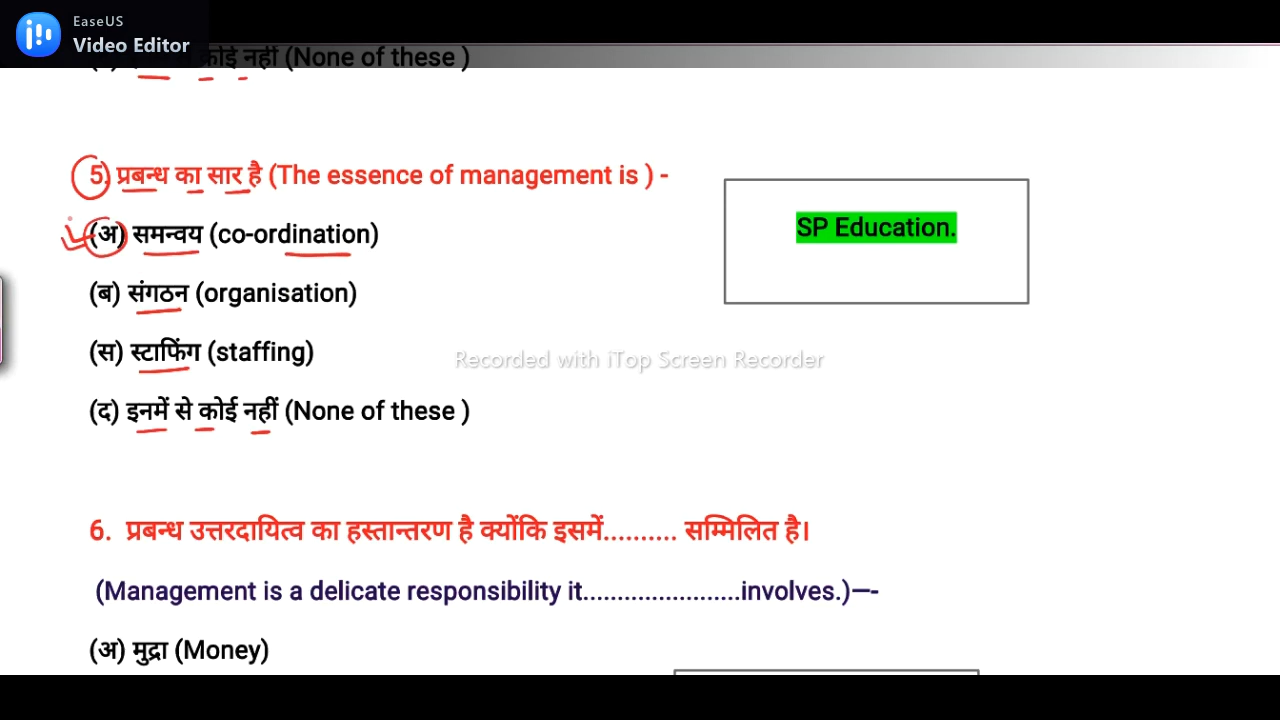 EaseUS
Video Editor
कोई नहीं (None of these )
5. प्रबन्ध का सार है (The essence of management is ) -
(अ) समन्वय (co-ordination)
SP Education.
(ब) संगठन (organisation)
(स) स्टाफिंग (staffing)
Recorded with iTop Screen Recorder
(द) इनमें से कोई नहीं (None of these )
6. प्रबन्ध उत्तरदायित्व का हस्तान्तरण है क्योंकि इसमें.......... सम्मिलित है।
(Management is a delicate responsibility it.......................involves.)—-
(अ) मुद्रा (Money)